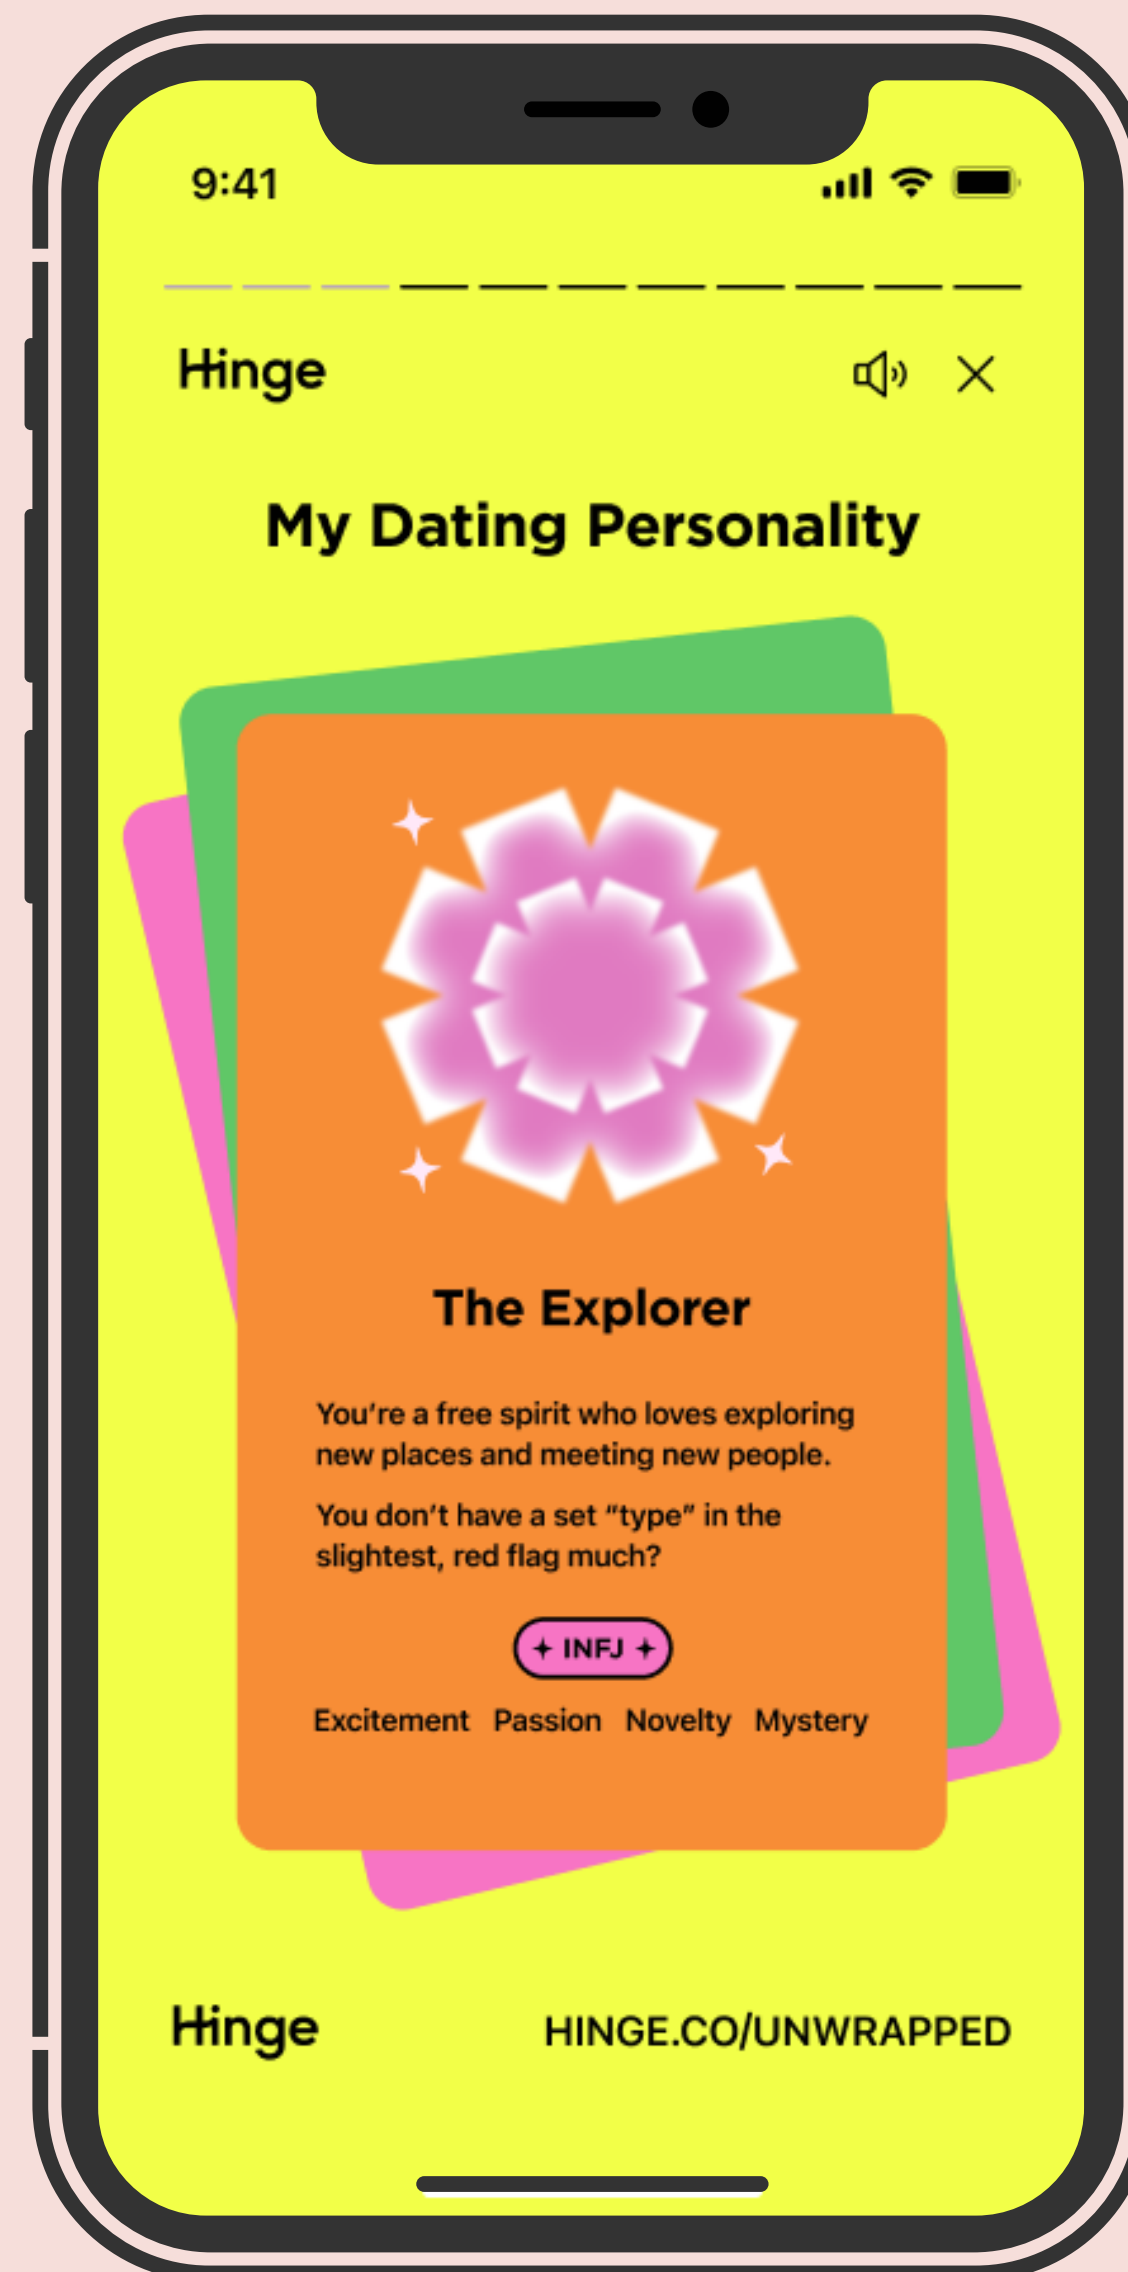 9:41
Hinge
My Dating Personality
The Explorer
You’re a free spirit who loves exploring
new places and meeting new people.
You don’t have a set “type” in the
slightest, red flag much?
INFJ
Excitement Passion Novelty Mystery
Hinge HINGE.CO/UNWRAPPED